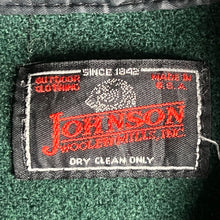 SINCE 1842
OUTDOOR CLOTHING
MADE IN U.S.A.
JOHNSON
WOOLEN MILLS, INC.
DRY CLEAN ONLY